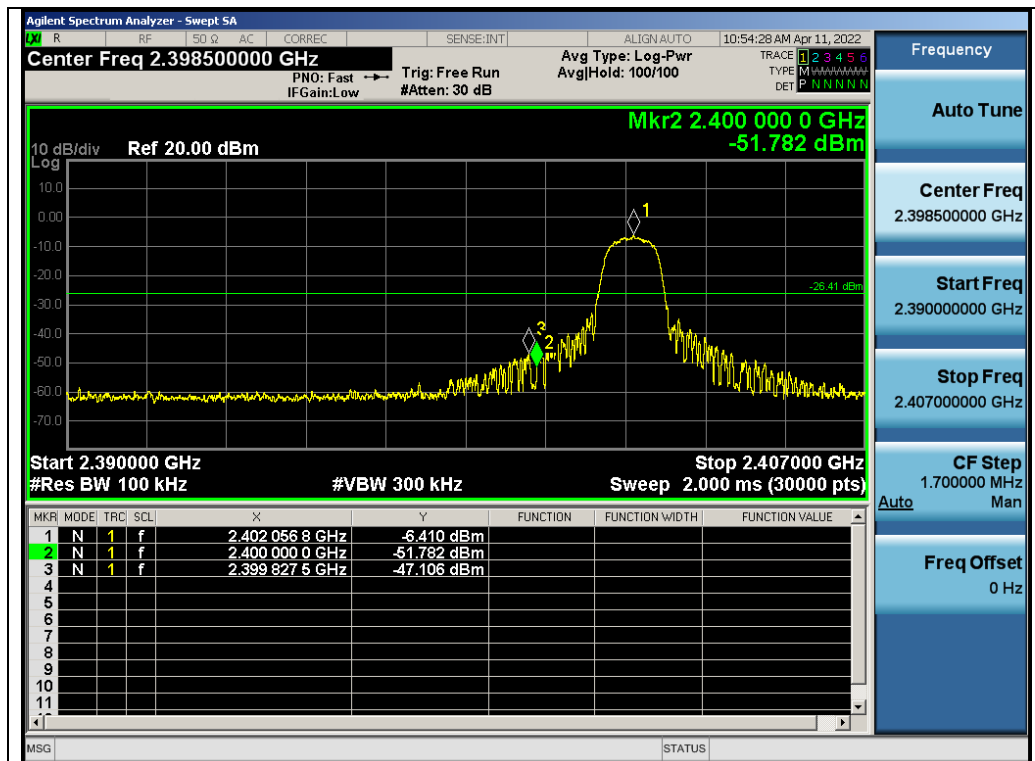 Agilent Spectrum Analyzer - Swept SA
LXI R RF 50 Ω AC CORREC SENSE:INT ALIGN AUTO 10:54:28 AM Apr 11, 2022
Center Freq 2.398500000 GHz
PNO: Fast
IFGain:Low
Trig: Free Run
#Atten: 30 dB
Avg Type: Log-Pwr
Avg|Hold: 100/100
TRACE 1 2 3 4 5 6
TYPE M WWWWW
DET P N N N N N
Mkr2 2.400 000 0 GHz
-51.782 dBm
10 dB/div Ref 20.00 dBm
Log
10.0
0.00
-10.0
-20.0
-30.0
-40.0
-50.0
-60.0
-70.0
1
-26.41 dBm
3
2
Start 2.390000 GHz Stop 2.407000 GHz
#Res BW 100 kHz #VBW 300 kHz Sweep 2.000 ms (30000 pts)
MKR MODE TRC SCL X Y FUNCTION FUNCTION WIDTH FUNCTION VALUE
1 N 1 f 2.402 056 8 GHz -6.410 dBm
2 N 1 f 2.400 000 0 GHz -51.782 dBm
3 N 1 f 2.399 827 5 GHz -47.106 dBm
4
5
6
7
8
9
10
11
MSG STATUS
Frequency
Auto Tune
Center Freq
2.398500000 GHz
Start Freq
2.390000000 GHz
Stop Freq
2.407000000 GHz
CF Step
1.700000 MHz
Auto Man
Freq Offset
0 Hz